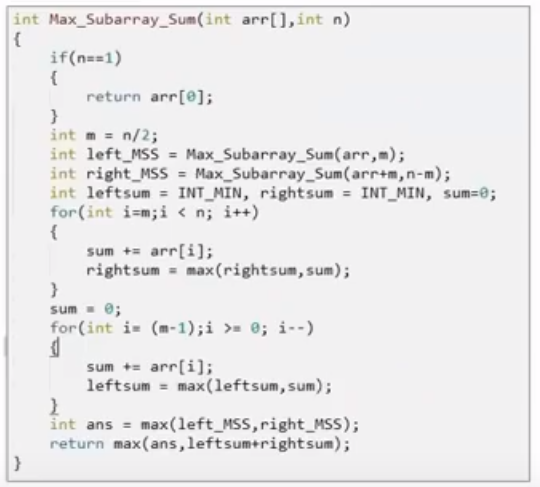 int Max_Subarray_Sum(int arr[],int n)
{
    if(n==1)
    {
        return arr[0];
    }
    int m = n/2;
    int left_MSS = Max_Subarray_Sum(arr,m);
    int right_MSS = Max_Subarray_Sum(arr+m,n-m);
    int leftsum = INT_MIN, rightsum = INT_MIN, sum=0;
    for(int i=m;i < n; i++)
    {
        sum += arr[i];
        rightsum = max(rightsum,sum);
    }
    sum = 0;
    for(int i= (m-1);i >= 0; i--)
    {
        sum += arr[i];
        leftsum = max(leftsum,sum);
    }
    int ans = max(left_MSS,right_MSS);
    return max(ans,leftsum+rightsum);
}